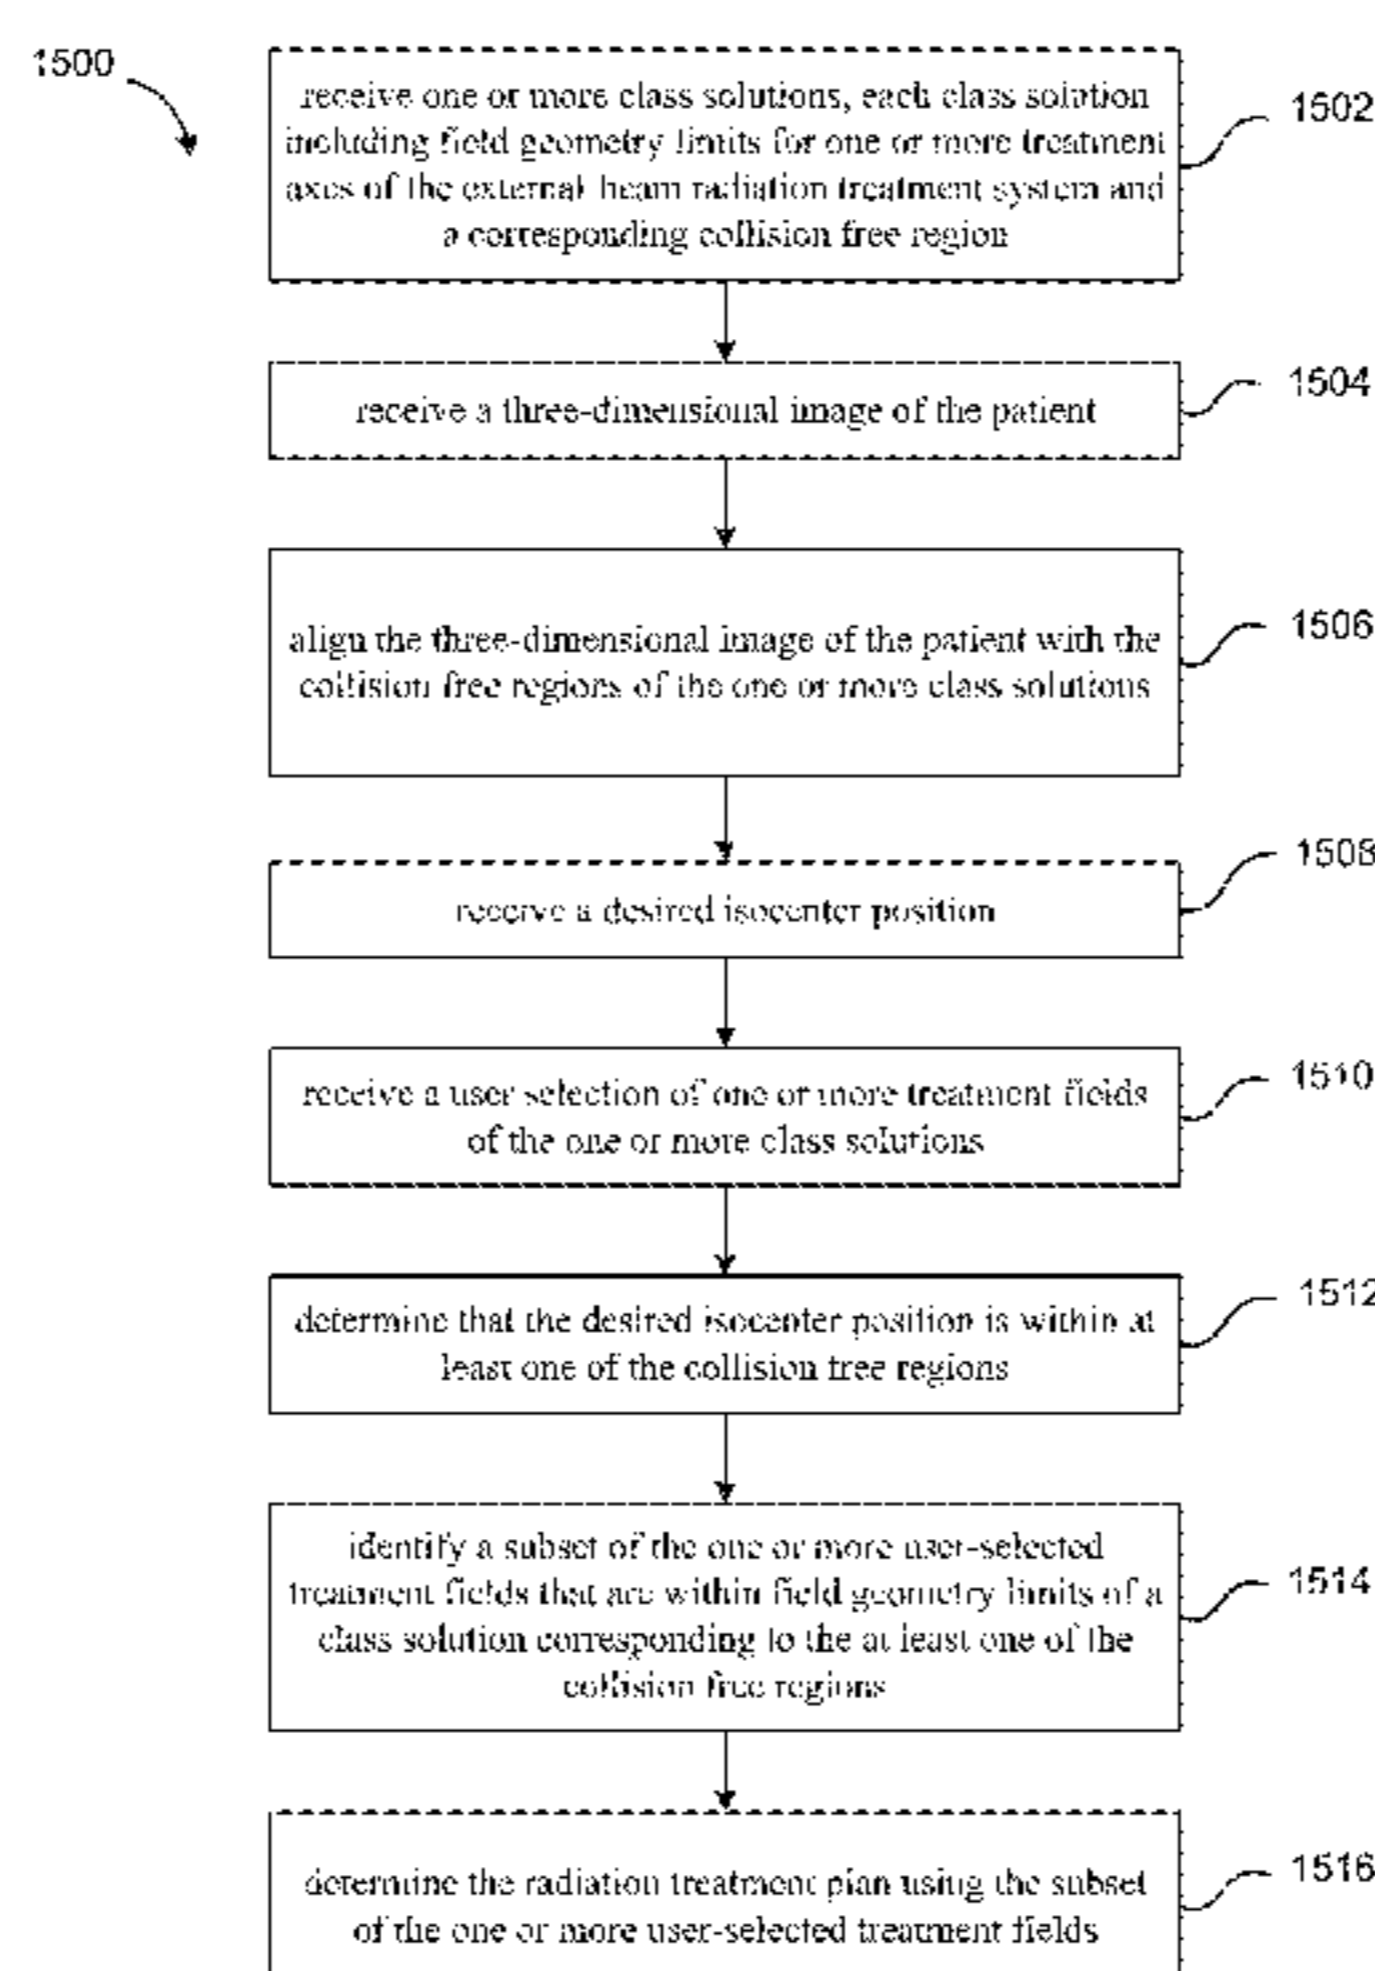 1500
receive one or more class solutions, each class solution
including field geometry limits for one or more treatment
axes of the external beam radiation treatment system and
a corresponding collision free region
1502
receive a three-dimensional image of the patient
1504
align the three-dimensional image of the patient with the
collision free regions of the one or more class solutions
1506
receive a desired isocenter position
1508
receive a user selection of one or more treatment fields
of the one or more class solutions
1510
determine that the desired isocenter position is within at
least one of the collision free regions
1512
identify a subset of the one or more user-selected
treatment fields that are within field geometry limits of a
class solution corresponding to the at least one of the
collision free regions
1514
determine the radiation treatment plan using the subset
of the one or more user-selected treatment fields
1516